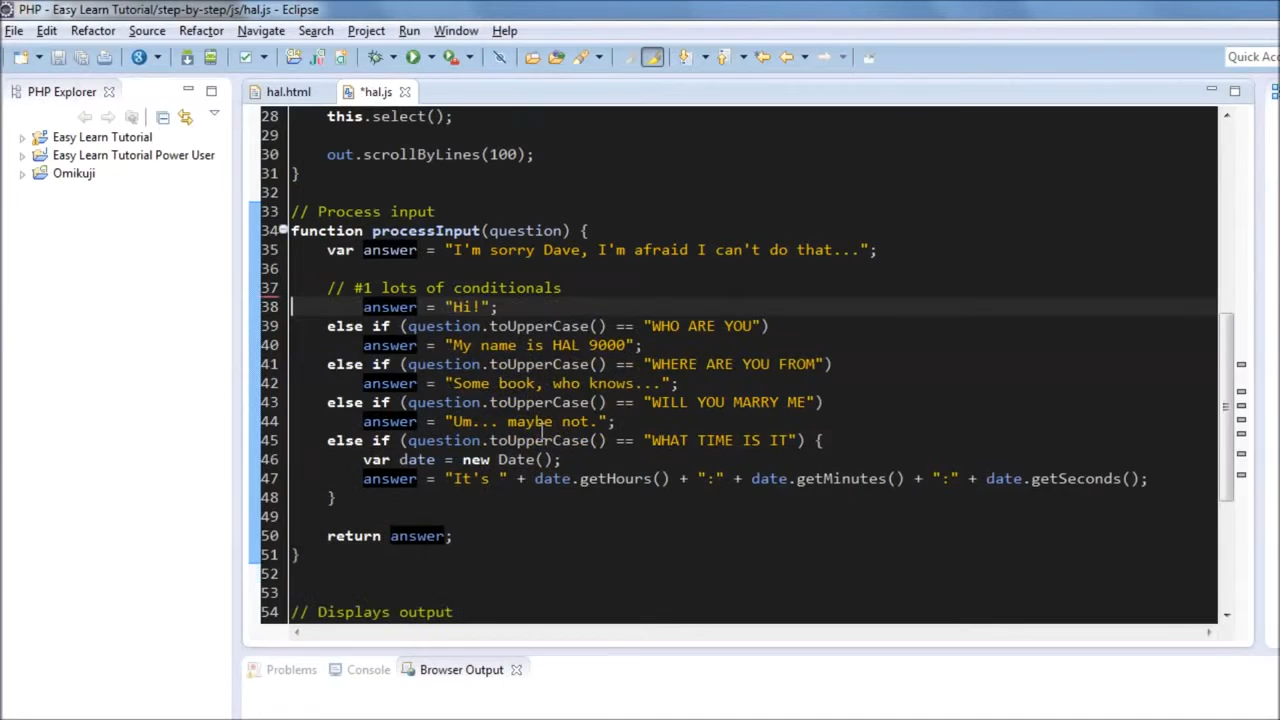 PHP - Easy Learn Tutorial/step-by-step/js/hal.js - Eclipse
File Edit Refactor Source Refactor Navigate Search Project Run Window Help
Quick Acc
PHP Explorer
hal.html *hal.js
Easy Learn Tutorial
Easy Learn Tutorial Power User
Omikuji
28 this.select();
29
30 out.scrollByLines(100);
31 }
32
33 // Process input
34 function processInput(question) {
35 var answer = "I'm sorry Dave, I'm afraid I can't do that...";
36
37 // #1 lots of conditionals
38 answer = "Hi!";
39 else if (question.toUpperCase() == "WHO ARE YOU")
40 answer = "My name is HAL 9000";
41 else if (question.toUpperCase() == "WHERE ARE YOU FROM")
42 answer = "Some book, who knows...";
43 else if (question.toUpperCase() == "WILL YOU MARRY ME")
44 answer = "Um... maybe not.";
45 else if (question.toUpperCase() == "WHAT TIME IS IT") {
46 var date = new Date();
47 answer = "It's " + date.getHours() + ":" + date.getMinutes() + ":" + date.getSeconds();
48 }
49
50 return answer;
51 }
52
53
54 // Displays output
Problems Console Browser Output